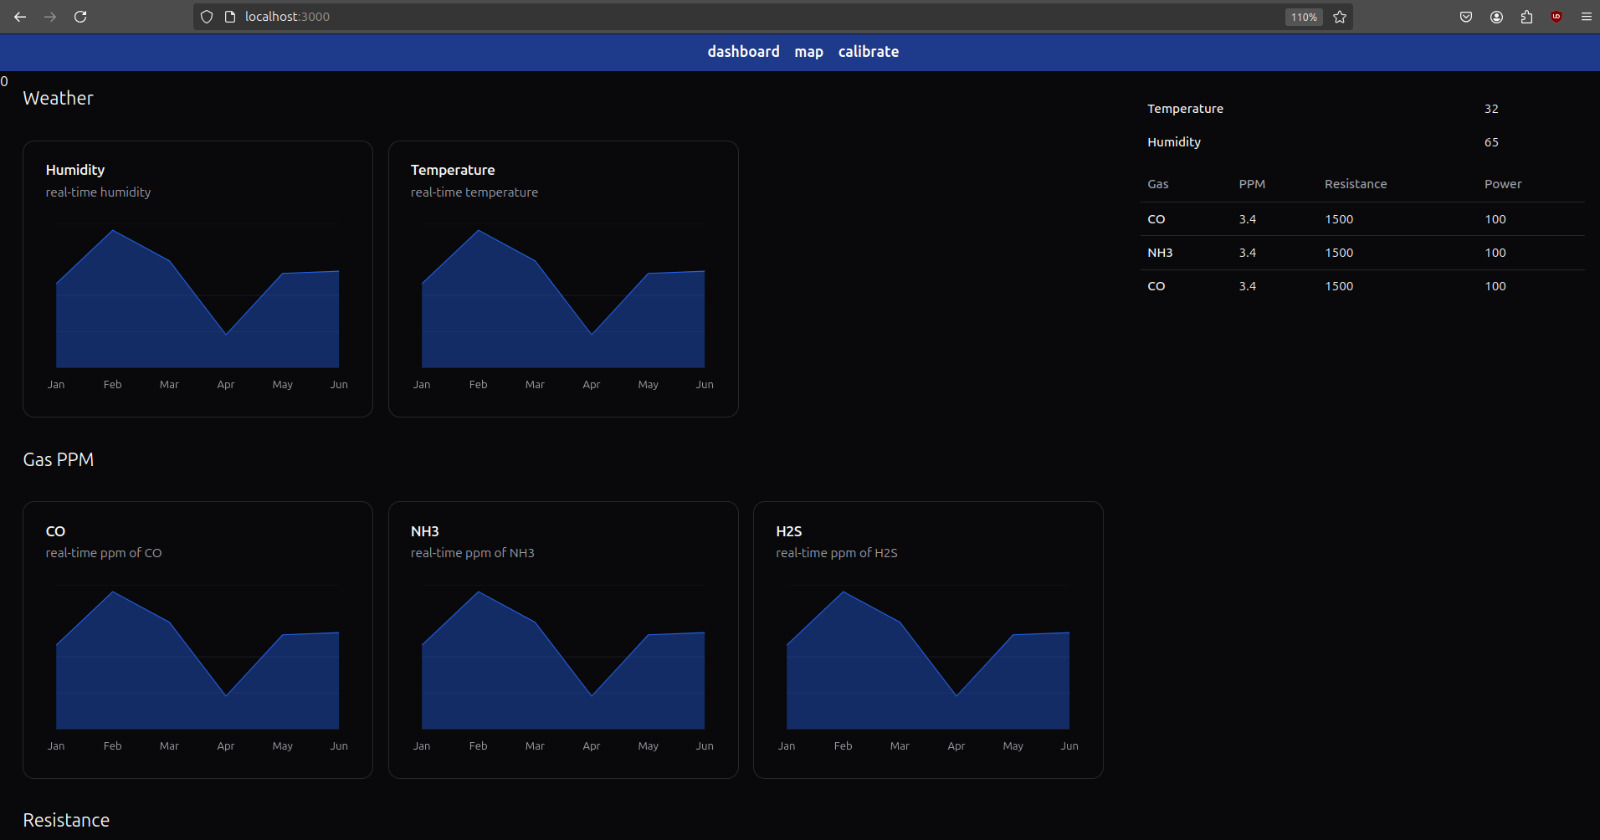 localhost:3000
110%
dashboard map calibrate
0
Weather
Humidity
real-time humidity
Jan Feb Mar Apr May Jun
Temperature
real-time temperature
Jan Feb Mar Apr May Jun
Temperature 32
Humidity 65
Gas PPM Resistance Power
CO 3.4 1500 100
NH3 3.4 1500 100
CO 3.4 1500 100
Gas PPM
CO
real-time ppm of CO
Jan Feb Mar Apr May Jun
NH3
real-time ppm of NH3
Jan Feb Mar Apr May Jun
H2S
real-time ppm of H2S
Jan Feb Mar Apr May Jun
Resistance